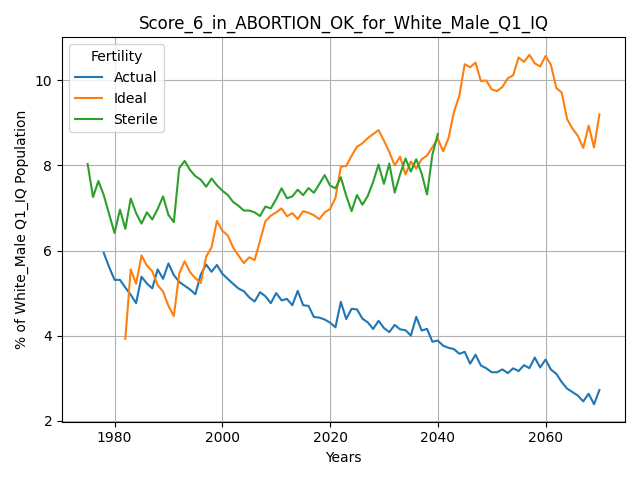 Score_6_in_ABORTION_OK_for_White_Male_Q1_IQ
Fertility
Actual
Ideal
Sterile
% of White_Male Q1_IQ Population
10
8
6
4
2
1980 2000 2020 2040 2060
Years